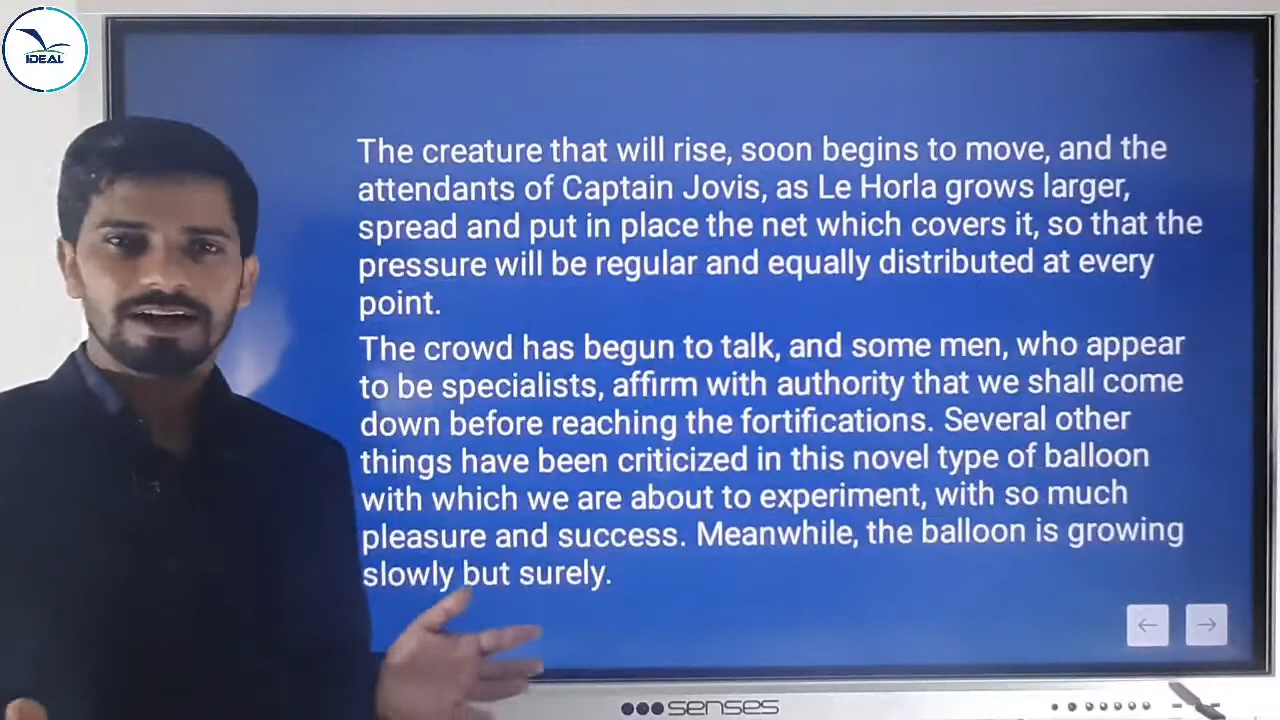 IDEAL
The creature that will rise, soon begins to move, and the
attendants of Captain Jovis, as Le Horla grows larger,
spread and put in place the net which covers it, so that the
pressure will be regular and equally distributed at every
point.
The crowd has begun to talk, and some men, who appear
to be specialists, affirm with authority that we shall come
down before reaching the fortifications. Several other
things have been criticized in this novel type of balloon
with which we are about to experiment, with so much
pleasure and success. Meanwhile, the balloon is growing
slowly but surely.
senses